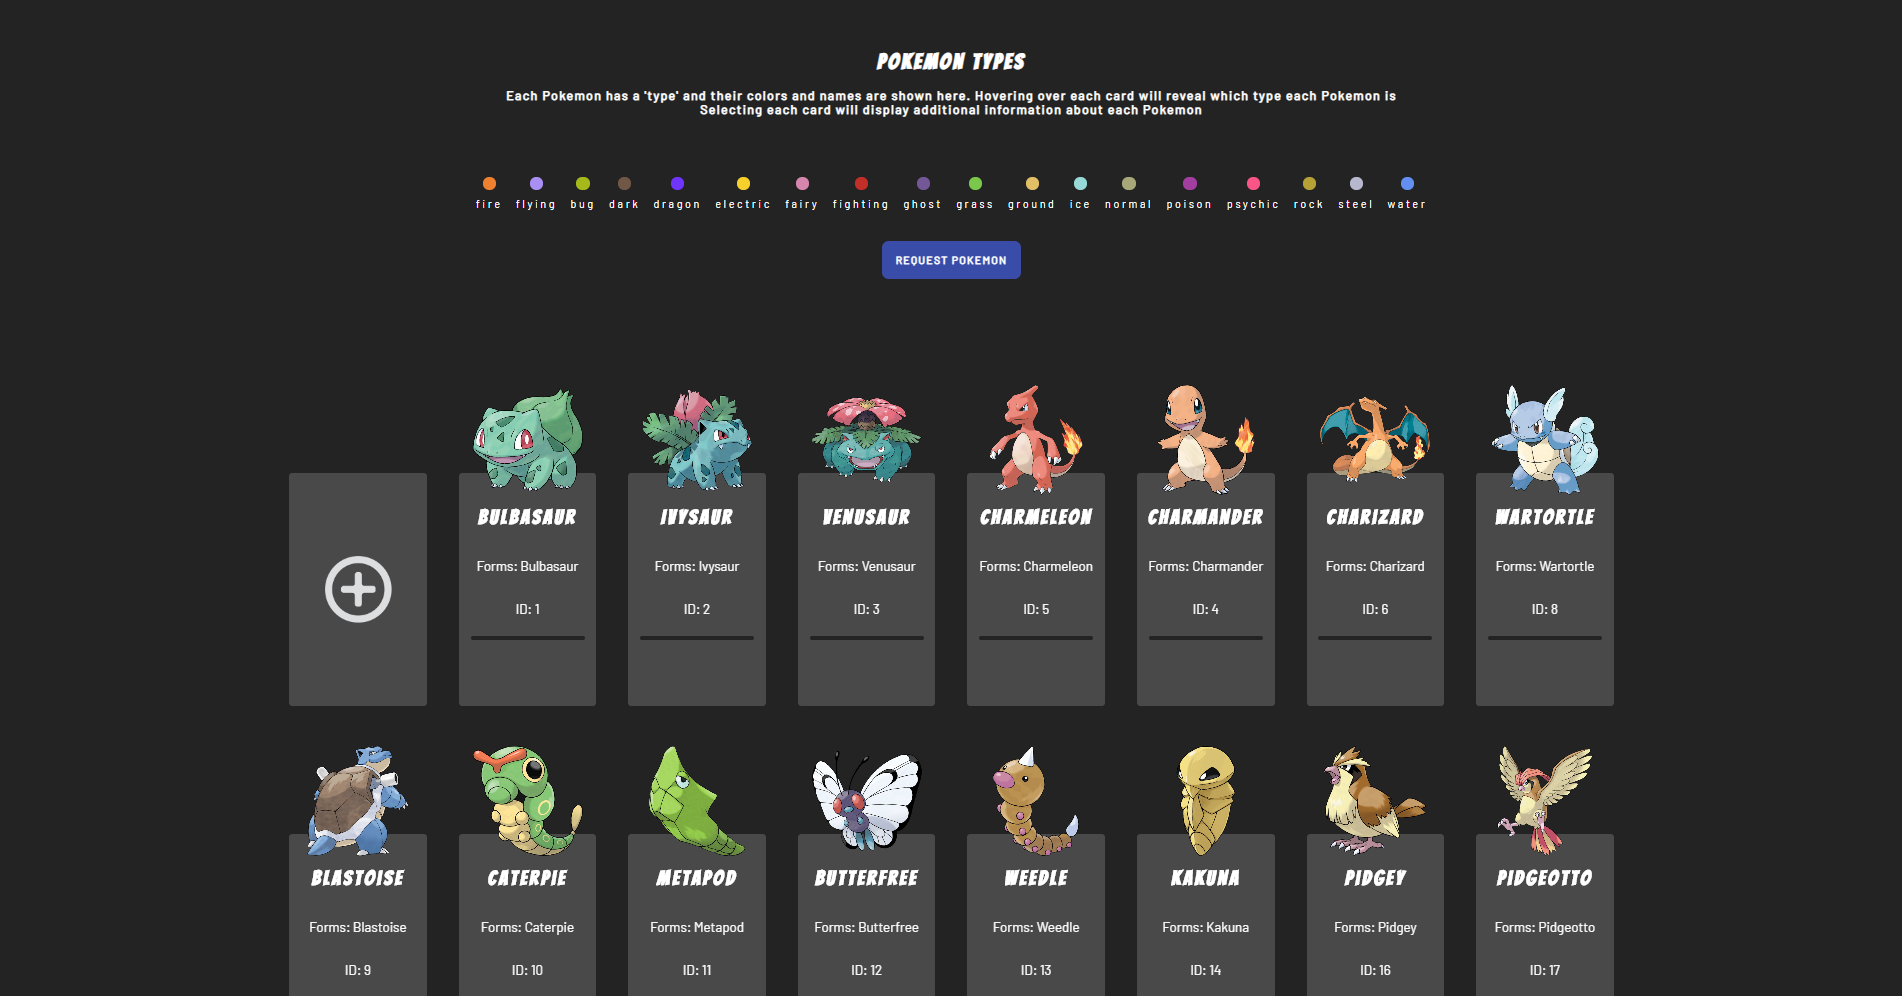 POKEMON TYPES
Each Pokemon has a 'type' and their colors and names are shown here. Hovering over each card will reveal which type each Pokemon is
Selecting each card will display additional information about each Pokemon
fire flying bug dark dragon electric fairy fighting ghost grass ground ice normal poison psychic rock steel water
REQUEST POKEMON
BULBASAUR
Forms: Bulbasaur
ID: 1
IVYSAUR
Forms: Ivysaur
ID: 2
VENUSAUR
Forms: Venusaur
ID: 3
CHARMELEON
Forms: Charmeleon
ID: 5
CHARMANDER
Forms: Charmander
ID: 4
CHARIZARD
Forms: Charizard
ID: 6
WARTORTLE
Forms: Wartortle
ID: 8
BLASTOISE
Forms: Blastoise
ID: 9
CATERPIE
Forms: Caterpie
ID: 10
METAPOD
Forms: Metapod
ID: 11
BUTTERFREE
Forms: Butterfree
ID: 12
WEEDLE
Forms: Weedle
ID: 13
KAKUNA
Forms: Kakuna
ID: 14
PIDGEY
Forms: Pidgey
ID: 16
PIDGEOTTO
Forms: Pidgeotto
ID: 17